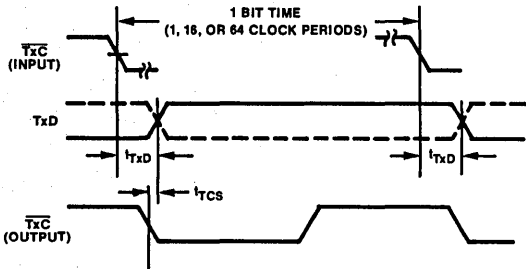 1 BIT TIME
(1, 16, OR 64 CLOCK PERIODS)
TxC
(INPUT)
TxD
tTxD
tTxD
tTCS
TxC
(OUTPUT)